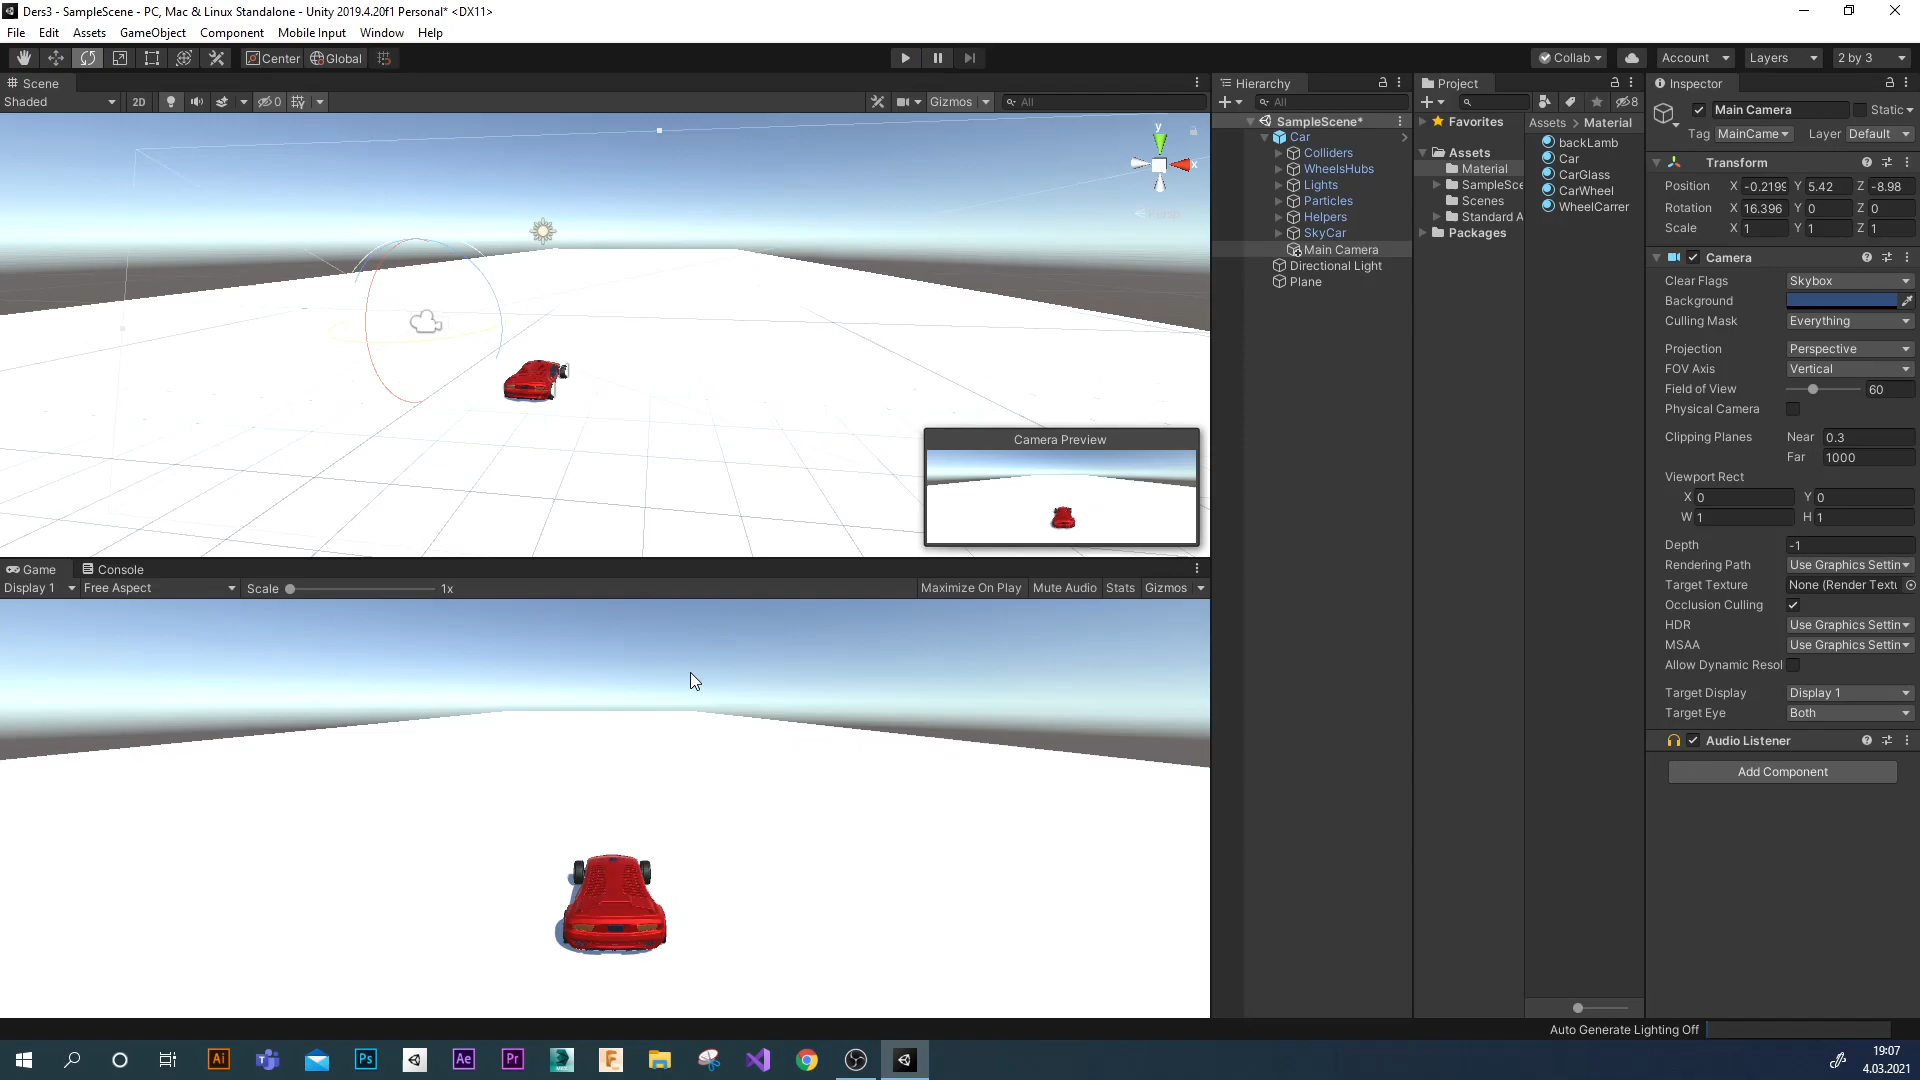 Ders3 - SampleScene - PC, Mac & Linux Standalone - Unity 2019.4.20f1 Personal* <DX11>
File Edit Assets GameObject Component Mobile Input Window Help
Center Global
Collab Account Layers 2 by 3
Scene
Shaded 2D 0 Gizmos All
y
x
Camera Preview
Game Console
Display 1 Free Aspect Scale 1x Maximize On Play Mute Audio Stats Gizmos
Hierarchy
All
SampleScene*
Car
Colliders
WheelsHubs
Lights
Particles
Helpers
SkyCar
Main Camera
Directional Light
Plane
Project
8
Favorites
Assets
Material
SampleSce
Scenes
Standard A
Packages
Assets > Material
backLamb
Car
CarGlass
CarWheel
WheelCarrer
Inspector
Main Camera Static
Tag MainCame Layer Default
Transform
Position X -0.2199 Y 5.42 Z -8.98
Rotation X 16.396 Y 0 Z 0
Scale X 1 Y 1 Z 1
Camera
Clear Flags Skybox
Background
Culling Mask Everything
Projection Perspective
FOV Axis Vertical
Field of View 60
Physical Camera
Clipping Planes Near 0.3
Far 1000
Viewport Rect
X 0 Y 0
W 1 H 1
Depth -1
Rendering Path Use Graphics Settin
Target Texture None (Render Textu
Occlusion Culling
HDR Use Graphics Settin
MSAA Use Graphics Settin
Allow Dynamic Resol
Target Display Display 1
Target Eye Both
Audio Listener
Add Component
Auto Generate Lighting Off
Ai Ps Ae Pr
19:07
4.03.2021